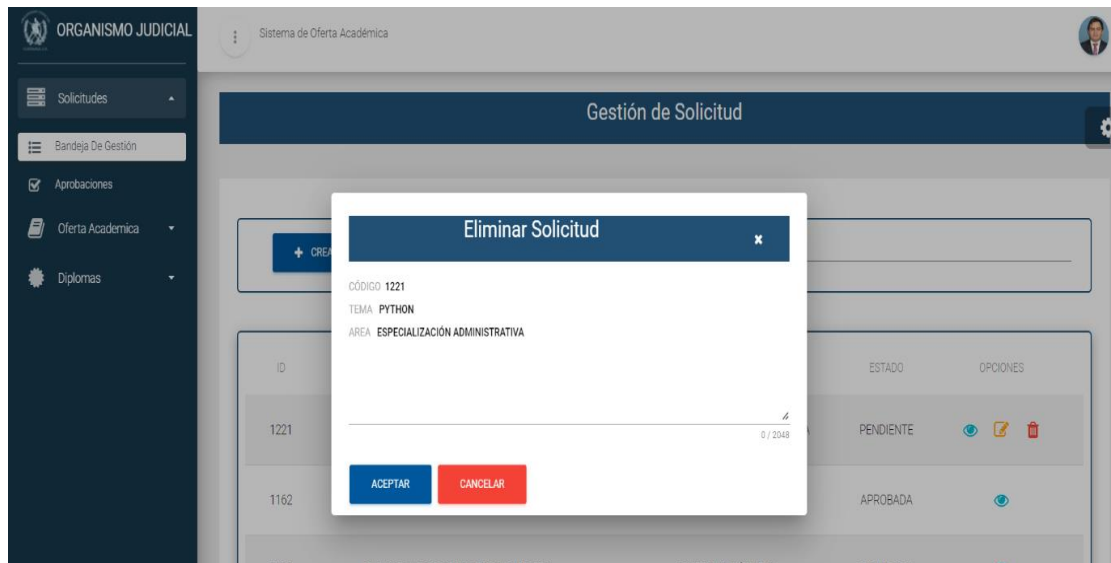 ORGANISMO JUDICIAL
Sistema de Oferta Académica
Solicitudes
Bandeja De Gestión
Aprobaciones
Oferta Academica
Diplomas
Gestión de Solicitud
+ CREA
Eliminar Solicitud
CÓDIGO 1221
TEMA PYTHON
AREA ESPECIALIZACIÓN ADMINISTRATIVA
0 / 2048
ACEPTAR CANCELAR
ID ESTADO OPCIONES
1221 PENDIENTE
1162 APROBADA